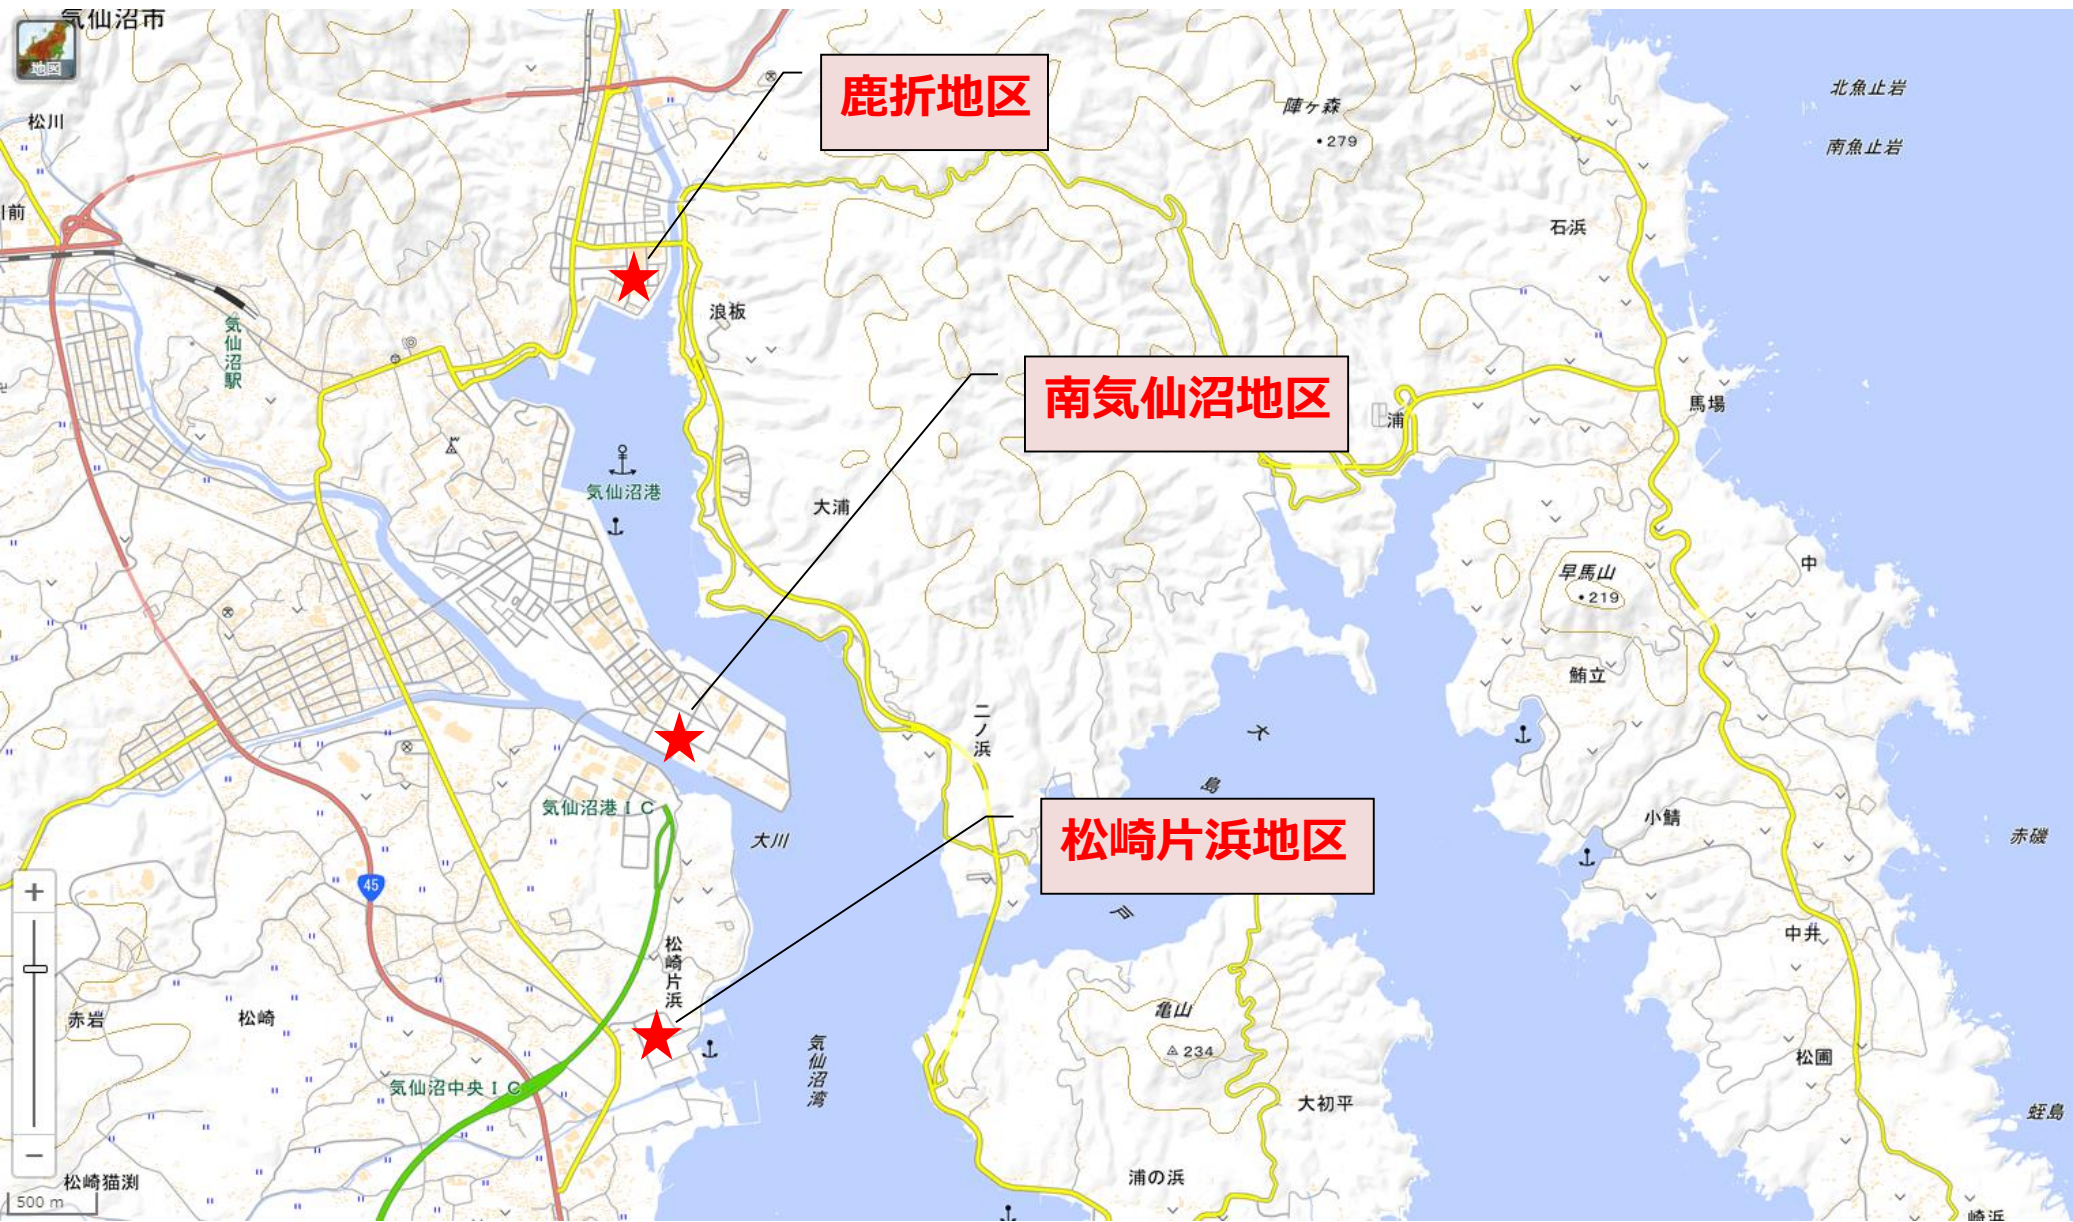 気仙沼市
地図
松川
鹿折地区
陣ヶ森
・279
北魚止岩
南魚止岩
石浜
気仙沼駅
浪板
南気仙沼地区
浦
馬場
気仙沼港
大浦
早馬山
・219
中
鮪立
二ノ浜
大島
戸
気仙沼港IC
大川
松崎片浜地区
小鯖
赤磯
45
松崎片浜
中井
赤岩
松崎
亀山
234
気仙沼湾
気仙沼中央IC
大初平
松圃
蛭島
松崎猫渕
浦の浜
崎浜
500 m